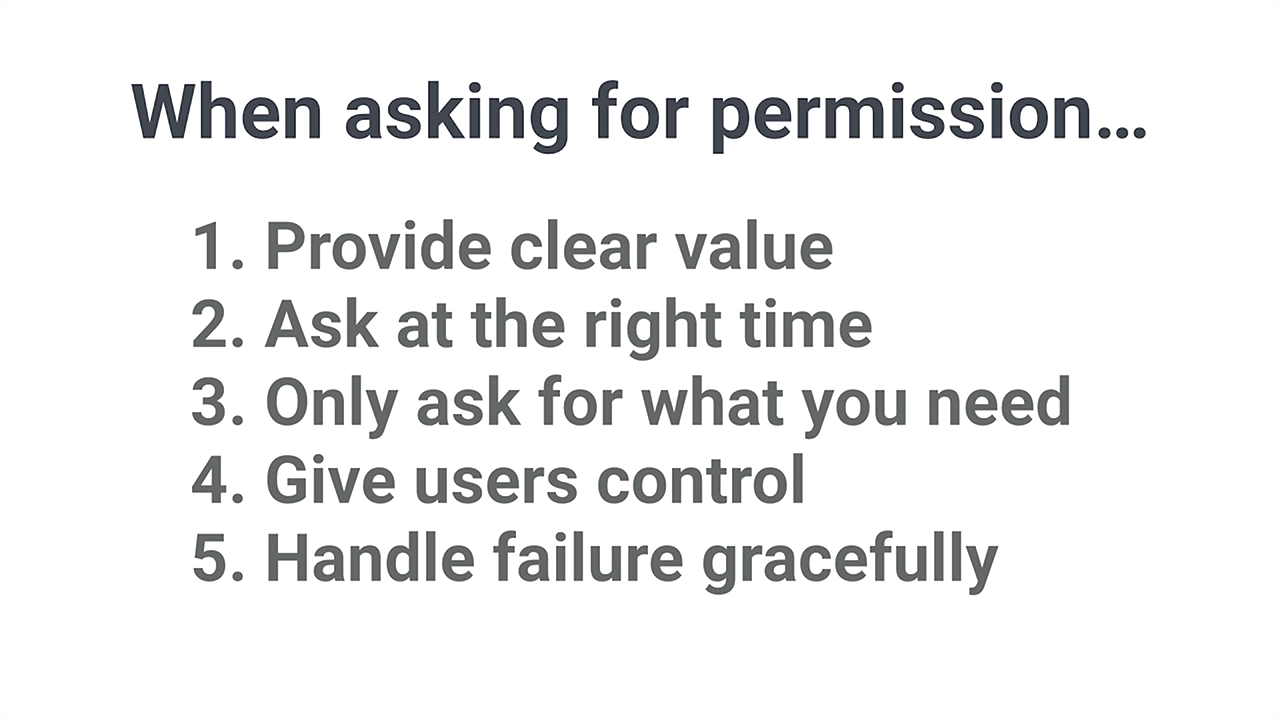 When asking for permission…
1. Provide clear value
2. Ask at the right time
3. Only ask for what you need
4. Give users control
5. Handle failure gracefully